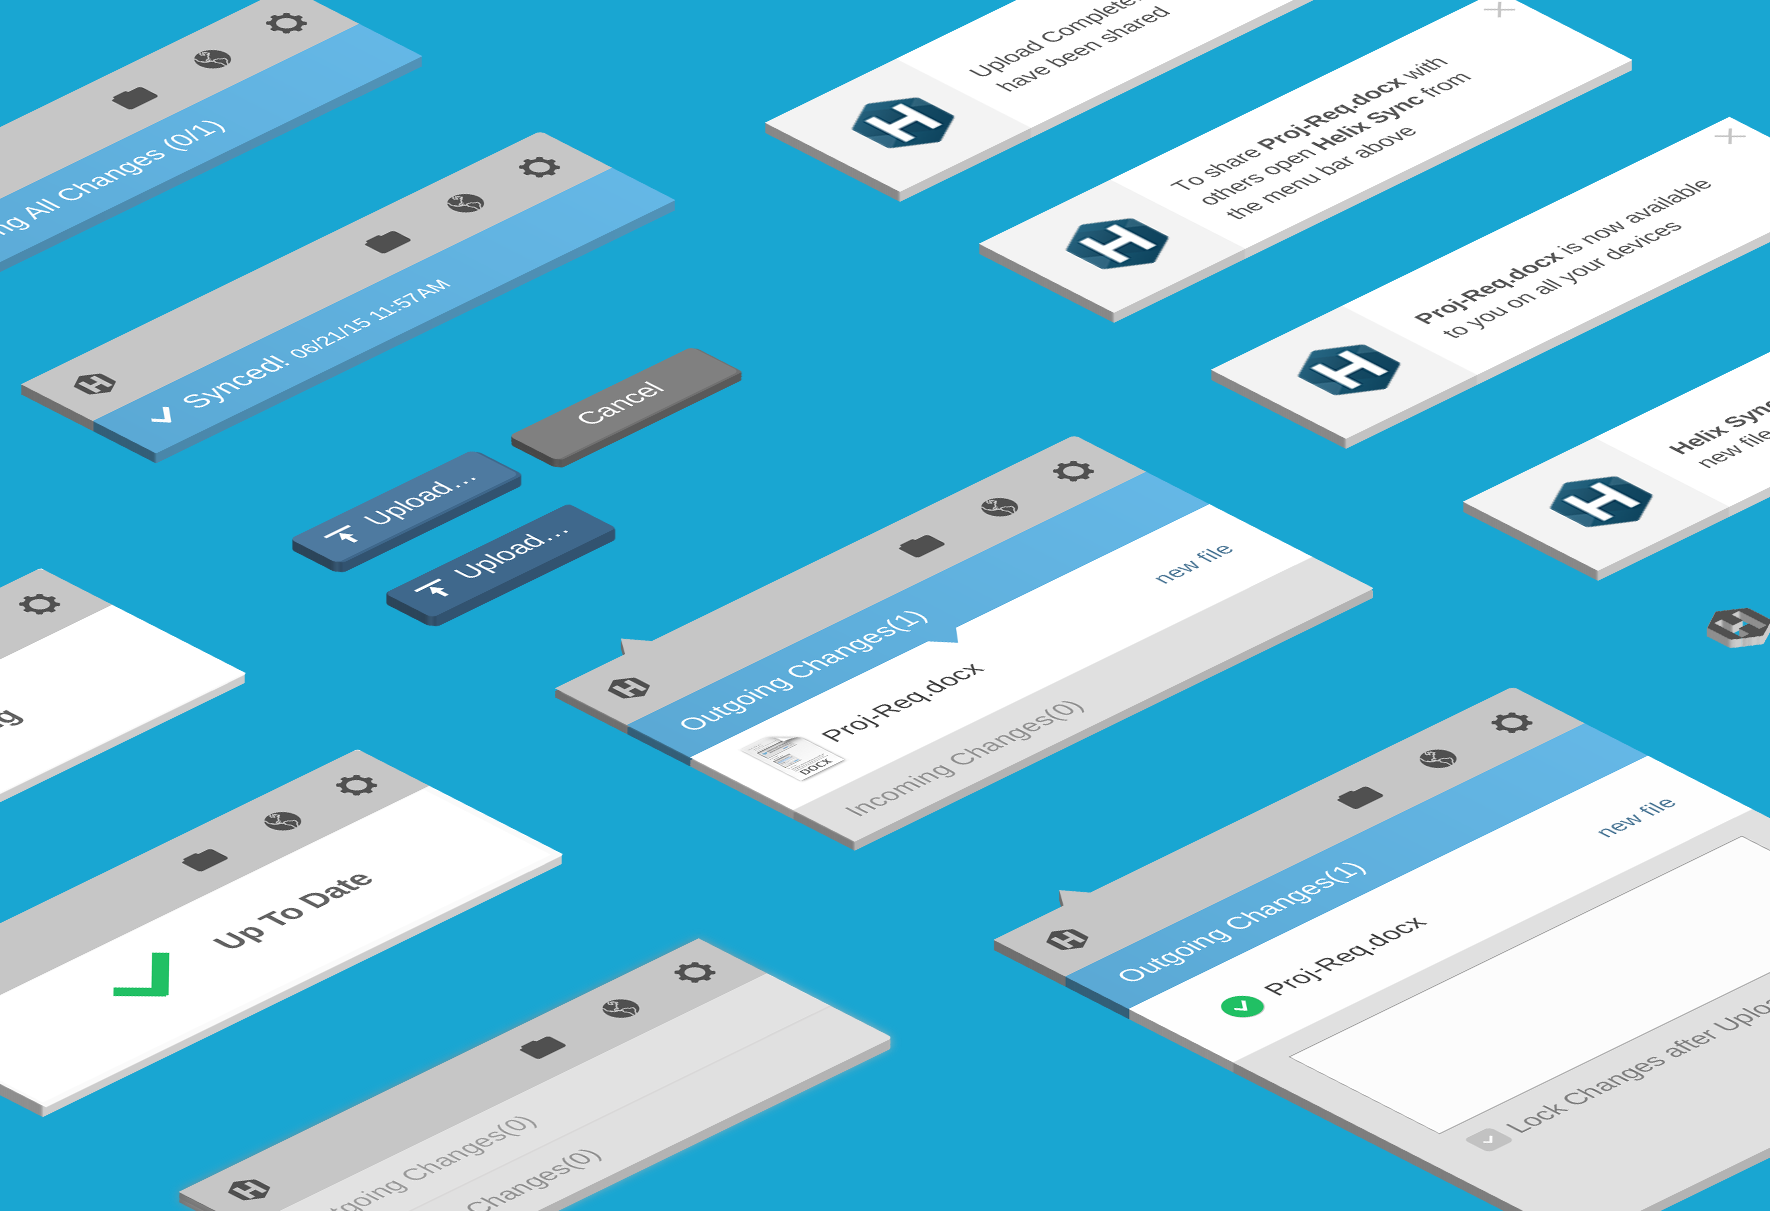 All Changes (0/1)
Synced! 06/21/15 11:57AM
Upload Complete
have been shared
To share Proj-Req.docx with
others open Helix Sync from
the menu bar above
Proj-Req.docx is now available
to you on all your devices
Helix Sync
new file
Cancel
Upload...
Upload...
Outgoing Changes(1)
new file
Proj-Req.docx
DOCX
Incoming Changes(0)
Up To Date
Changes(0)
Changes(0)
Outgoing Changes(1)
new file
Proj-Req.docx
Lock Changes after